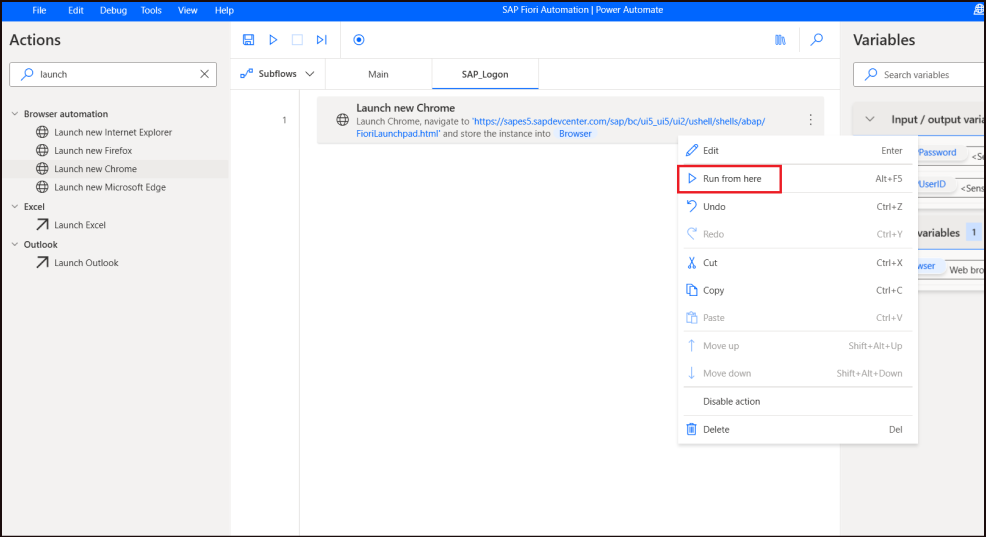 File Edit Debug Tools View Help
SAP Fiori Automation | Power Automate
Actions
launch
Browser automation
Launch new Internet Explorer
Launch new Firefox
Launch new Chrome
Launch new Microsoft Edge
Excel
Launch Excel
Outlook
Launch Outlook
Subflows Main SAP_Logon
1
Launch new Chrome
Launch Chrome, navigate to 'https://sapes5.sapdevcenter.com/sap/bc/ui5_ui5/ui2/ushell/shells/abap/
FioriLaunchpad.html' and store the instance into Browser
Edit Enter
Run from here Alt+F5
Undo Ctrl+Z
Redo Ctrl+Y
Cut Ctrl+X
Copy Ctrl+C
Paste Ctrl+V
Move up Shift+Alt+Up
Move down Shift+Alt+Down
Disable action
Delete Del
Variables
Search variables
Input / output varia
Password <Se
UserID <Sens
variables 1
wser Web bro